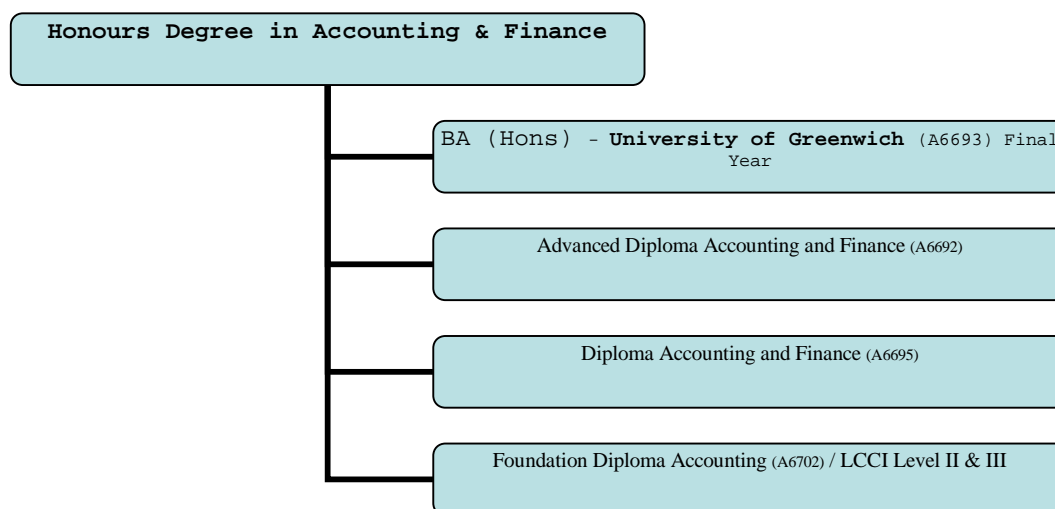 Honours Degree in Accounting & Finance
BA (Hons) - University of Greenwich (A6693) Final
Year
Advanced Diploma Accounting and Finance (A6692)
Diploma Accounting and Finance (A6695)
Foundation Diploma Accounting (A6702) / LCCI Level II & III